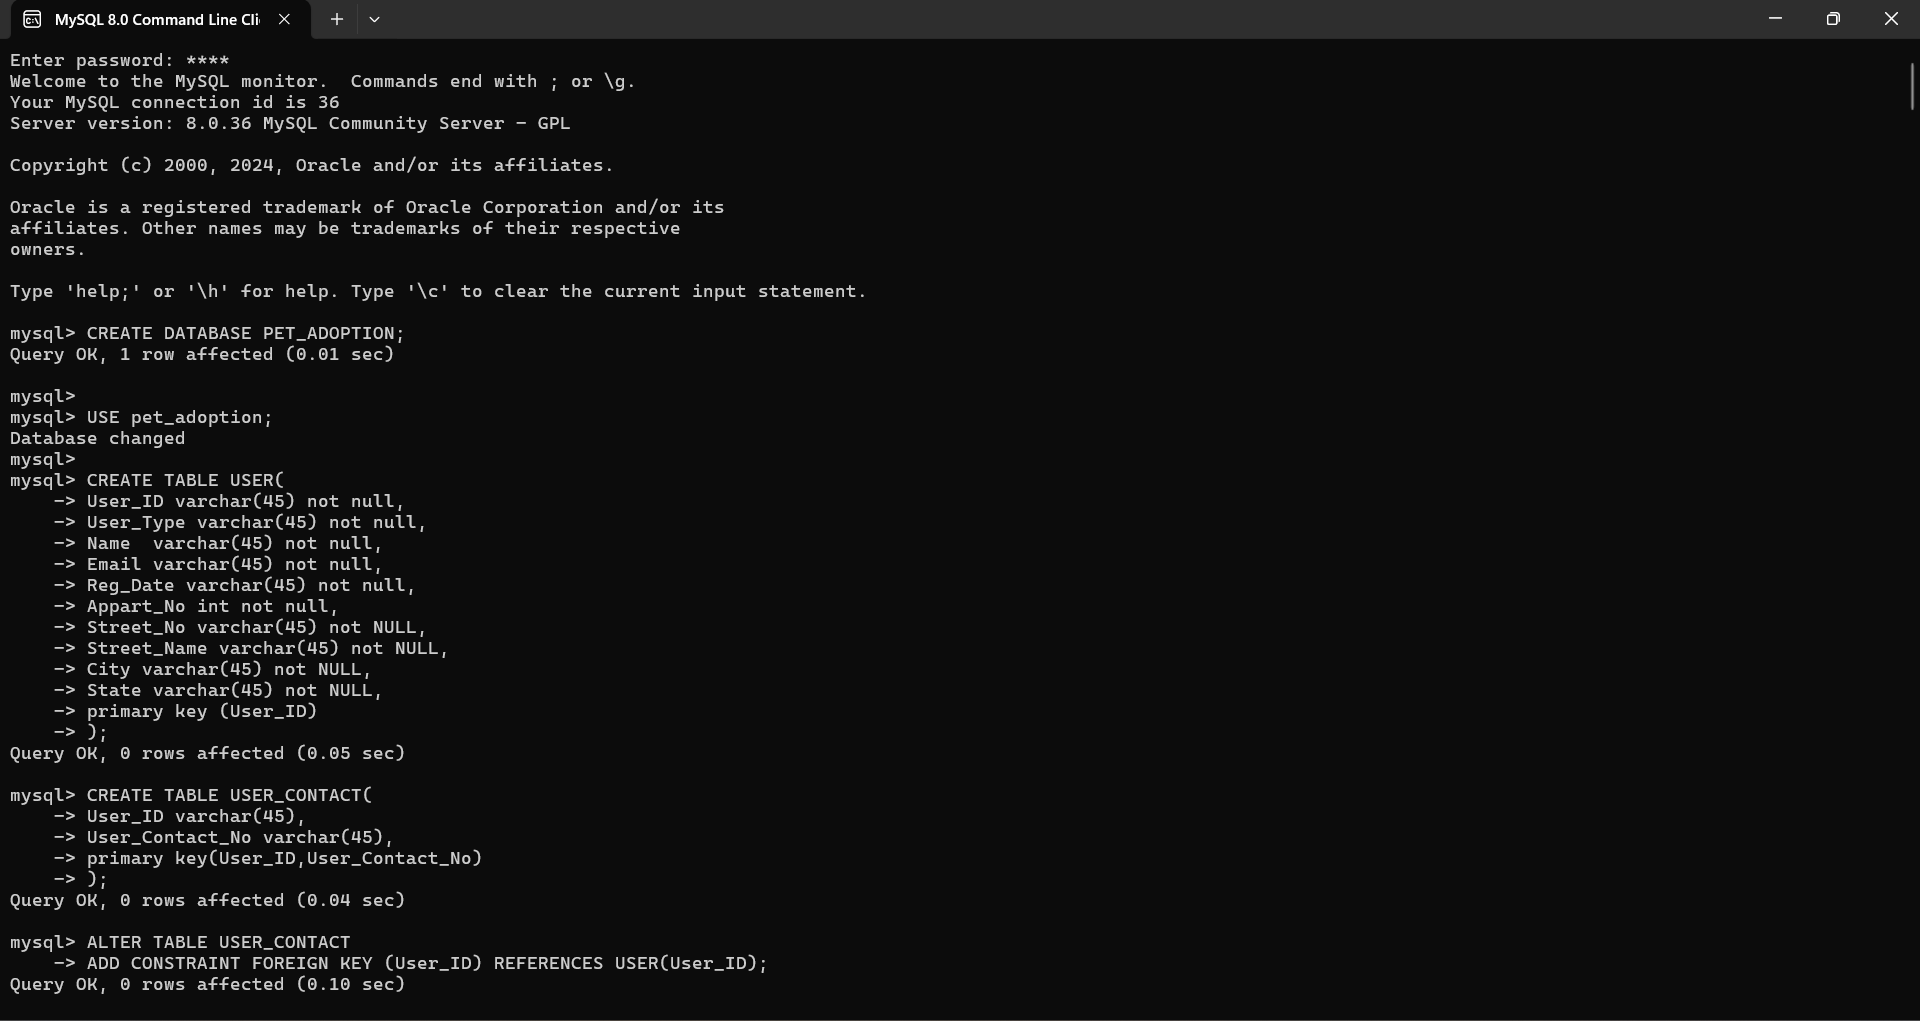 MySQL 8.0 Command Line Cli
Enter password: ****
Welcome to the MySQL monitor.  Commands end with ; or \g.
Your MySQL connection id is 36
Server version: 8.0.36 MySQL Community Server - GPL
Copyright (c) 2000, 2024, Oracle and/or its affiliates.
Oracle is a registered trademark of Oracle Corporation and/or its
affiliates. Other names may be trademarks of their respective
owners.
Type 'help;' or '\h' for help. Type '\c' to clear the current input statement.
mysql> CREATE DATABASE PET_ADOPTION;
Query OK, 1 row affected (0.01 sec)
mysql>
mysql> USE pet_adoption;
Database changed
mysql>
mysql> CREATE TABLE USER(
    -> User_ID varchar(45) not null,
    -> User_Type varchar(45) not null,
    -> Name  varchar(45) not null,
    -> Email varchar(45) not null,
    -> Reg_Date varchar(45) not null,
    -> Appart_No int not null,
    -> Street_No varchar(45) not NULL,
    -> Street_Name varchar(45) not NULL,
    -> City varchar(45) not NULL,
    -> State varchar(45) not NULL,
    -> primary key (User_ID)
    -> );
Query OK, 0 rows affected (0.05 sec)
mysql> CREATE TABLE USER_CONTACT(
    -> User_ID varchar(45),
    -> User_Contact_No varchar(45),
    -> primary key(User_ID,User_Contact_No)
    -> );
Query OK, 0 rows affected (0.04 sec)
mysql> ALTER TABLE USER_CONTACT
    -> ADD CONSTRAINT FOREIGN KEY (User_ID) REFERENCES USER(User_ID);
Query OK, 0 rows affected (0.10 sec)